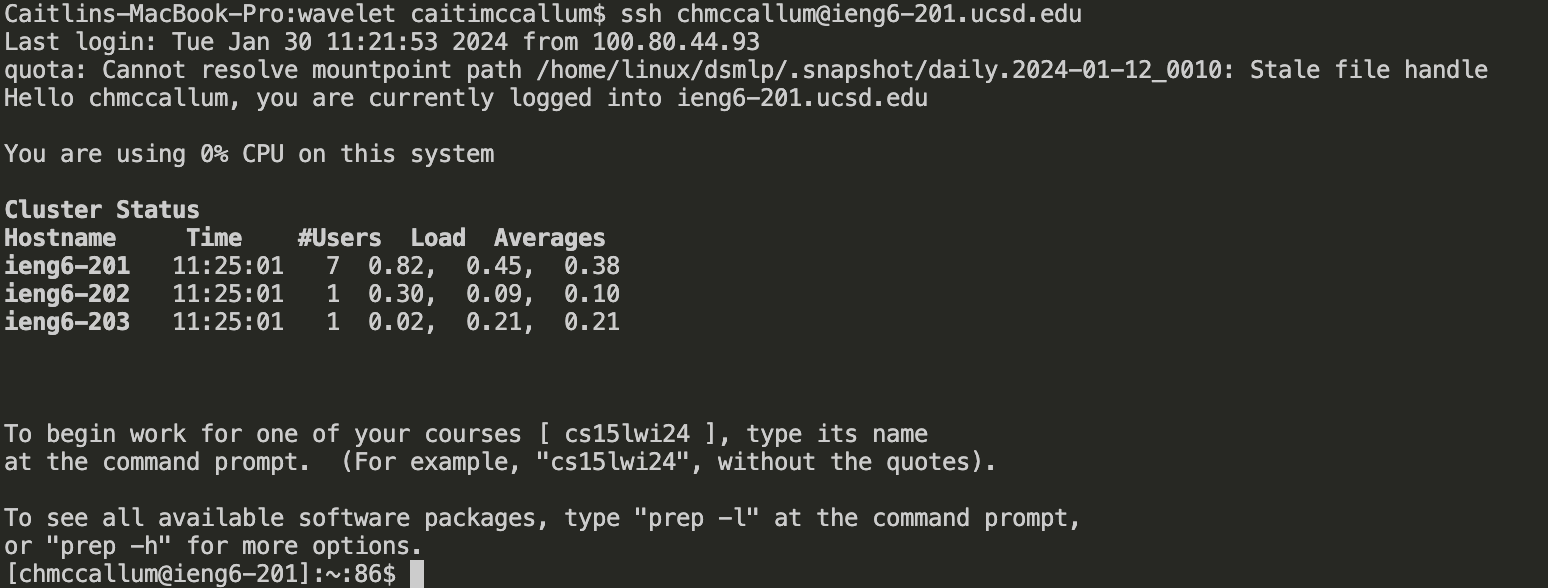 Caitlins-MacBook-Pro:wavelet caitimccallum$ ssh chmccallum@ieng6-201.ucsd.edu
Last login: Tue Jan 30 11:21:53 2024 from 100.80.44.93
quota: Cannot resolve mountpoint path /home/linux/dsmlp/.snapshot/daily.2024-01-12_0010: Stale file handle
Hello chmccallum, you are currently logged into ieng6-201.ucsd.edu
You are using 0% CPU on this system
Cluster Status
Hostname     Time    #Users  Load  Averages
ieng6-201   11:25:01   7  0.82,  0.45,  0.38
ieng6-202   11:25:01   1  0.30,  0.09,  0.10
ieng6-203   11:25:01   1  0.02,  0.21,  0.21
To begin work for one of your courses [ cs15lwi24 ], type its name
at the command prompt.  (For example, "cs15lwi24", without the quotes).
To see all available software packages, type "prep -l" at the command prompt,
or "prep -h" for more options.
[chmccallum@ieng6-201]:~:86$